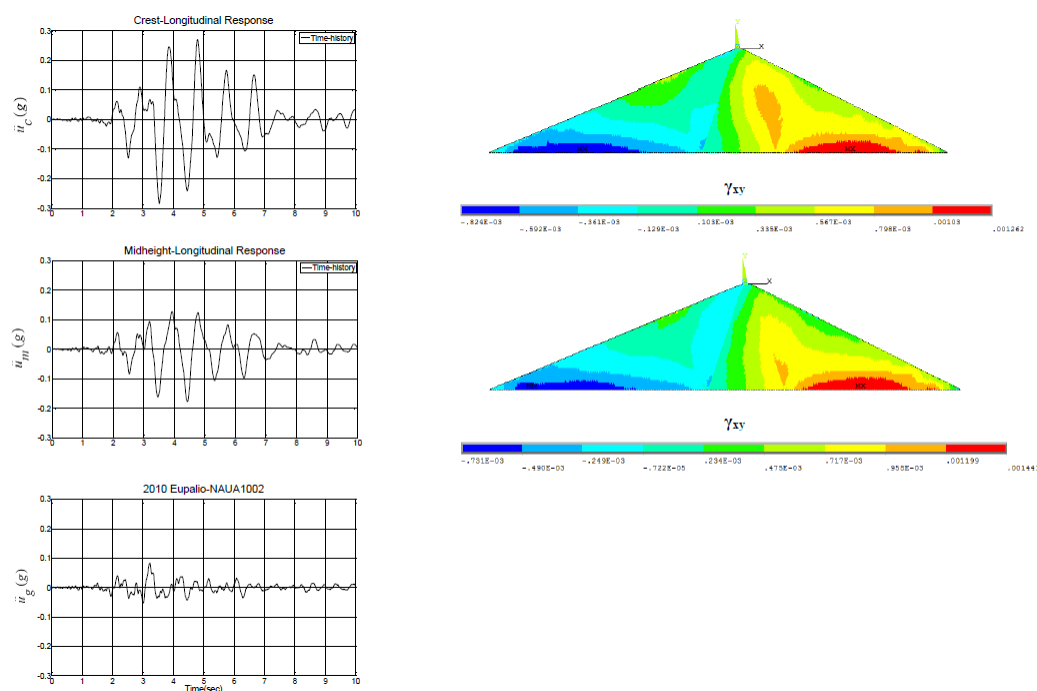 Crest-Longitudinal Response
0.3
Time-history
0.2
0.1
0
-0.1
-0.2
-0.3
ü_c(g)
0 1 2 3 4 5 6 7 8 9 10
Midheight-Longitudinal Response
0.3
Time-history
0.2
0.1
0
-0.1
-0.2
-0.3
ü_m(g)
0 1 2 3 4 5 6 7 8 9 10
2010 Eupalio-NAUA1002
0.3
0.2
0.1
0
-0.1
-0.2
-0.3
ü_g(g)
0 1 2 3 4 5 6 7 8 9 10
Time(sec)
Y
X
MX
γxy
-.824E-03 -.361E-03 .103E-03 .567E-03 .00103
-.592E-03 -.129E-03 .335E-03 .798E-03 .001262
Y
X
MX
γxy
-.731E-03 -.249E-03 .234E-03 .717E-03 .001199
-.490E-03 -.722E-05 .475E-03 .958E-03 .00144